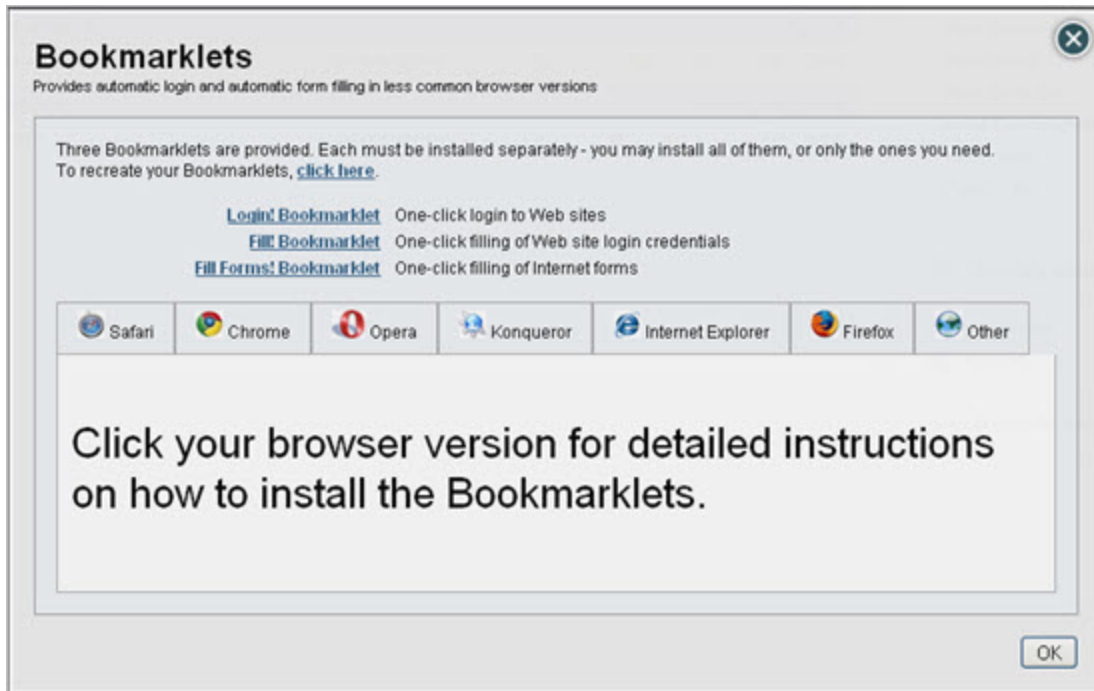 Bookmarklets
Provides automatic login and automatic form filling in less common browser versions
Three Bookmarklets are provided. Each must be installed separately - you may install all of them, or only the ones you need.
To recreate your Bookmarklets, click here.
Login! Bookmarklet One-click login to Web sites
Fill! Bookmarklet One-click filling of Web site login credentials
Fill Forms! Bookmarklet One-click filling of Internet forms
Safari Chrome Opera Konqueror Internet Explorer Firefox Other
Click your browser version for detailed instructions
on how to install the Bookmarklets.
OK